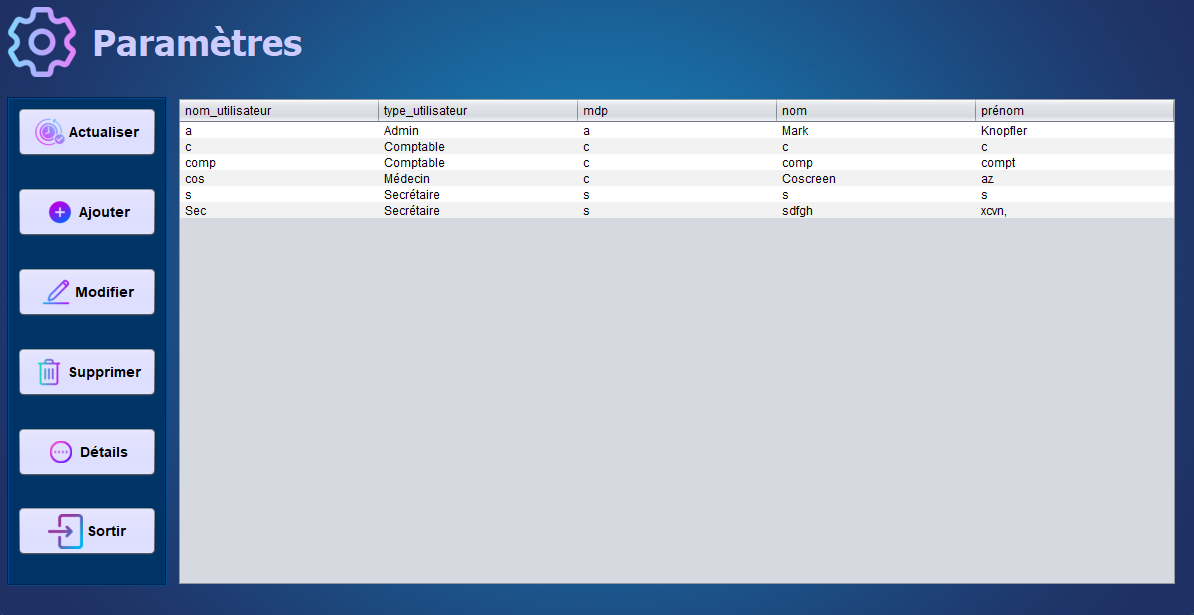 Paramètres
Actualiser
Ajouter
Modifier
Supprimer
Détails
Sortir
nom_utilisateur type_utilisateur mdp nom prénom
a Admin a Mark Knopfler
c Comptable c c c
comp Comptable c comp compt
cos Médecin c Coscreen az
s Secrétaire s s s
Sec Secrétaire s sdfgh xcvn,